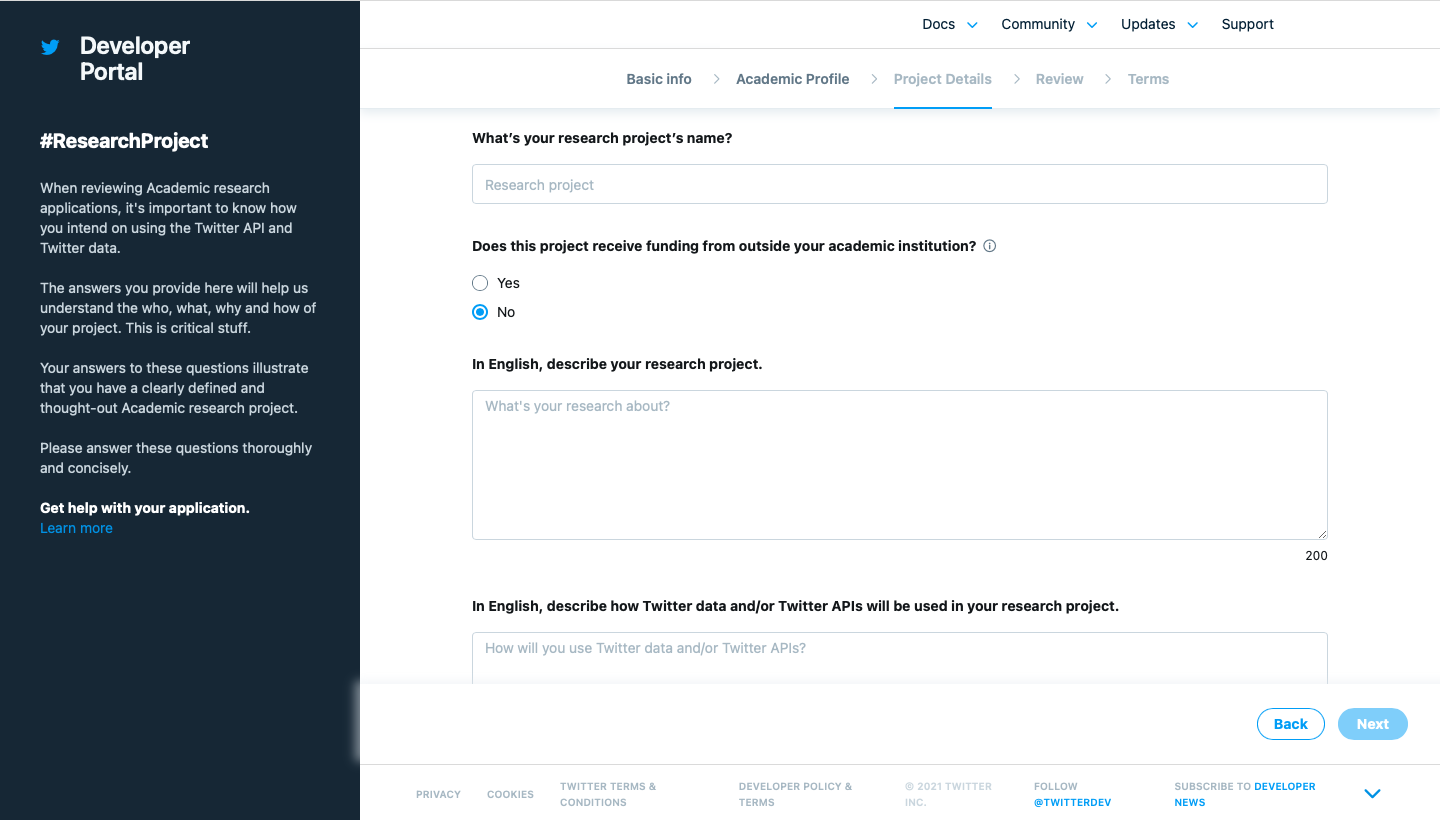 Developer
Portal
#ResearchProject
When reviewing Academic research
applications, it's important to know how
you intend on using the Twitter API and
Twitter data.
The answers you provide here will help us
understand the who, what, why and how of
your project. This is critical stuff.
Your answers to these questions illustrate
that you have a clearly defined and
thought-out Academic research project.
Please answer these questions thoroughly
and concisely.
Get help with your application.
Learn more
Docs Community Updates Support
Basic info Academic Profile Project Details Review Terms
What’s your research project’s name?
Research project
Does this project receive funding from outside your academic institution?
Yes
No
In English, describe your research project.
What's your research about?
200
In English, describe how Twitter data and/or Twitter APIs will be used in your research project.
How will you use Twitter data and/or Twitter APIs?
Back Next
PRIVACY
COOKIES
TWITTER TERMS &
CONDITIONS
DEVELOPER POLICY &
TERMS
© 2021 TWITTER
INC.
FOLLOW
@TWITTERDEV
SUBSCRIBE TO DEVELOPER
NEWS